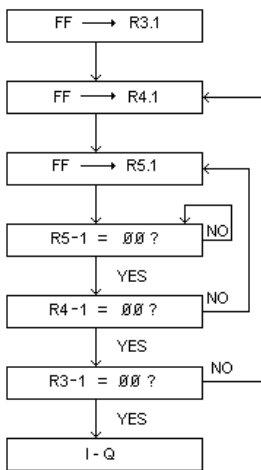 FF → R3.1
FF → R4.1
FF → R5.1
R5-1 = ØØ ?
NO
YES
R4-1 = ØØ ?
NO
YES
R3-1 = ØØ ?
NO
YES
I - Q